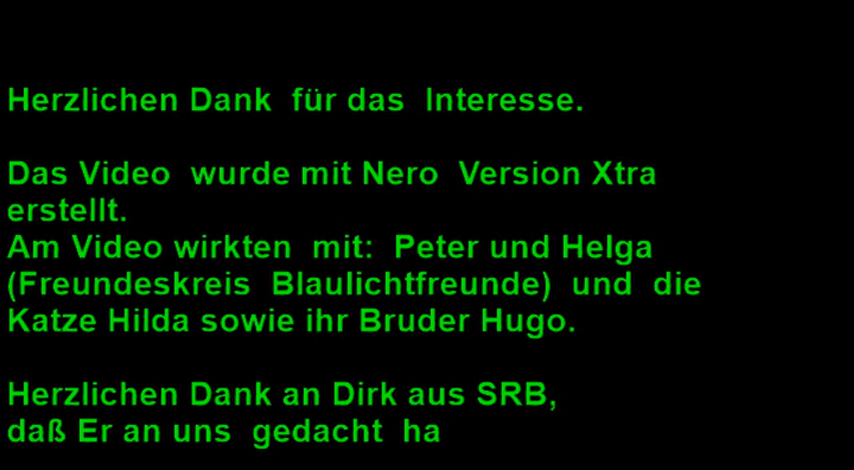 Herzlichen Dank  für das  Interesse.
Das Video  wurde mit Nero  Version Xtra
erstellt.
Am Video wirkten  mit:  Peter und Helga
(Freundeskreis  Blaulichtfreunde)  und  die
Katze Hilda sowie ihr Bruder Hugo.
Herzlichen Dank an Dirk aus SRB,
daß Er an uns  gedacht  ha